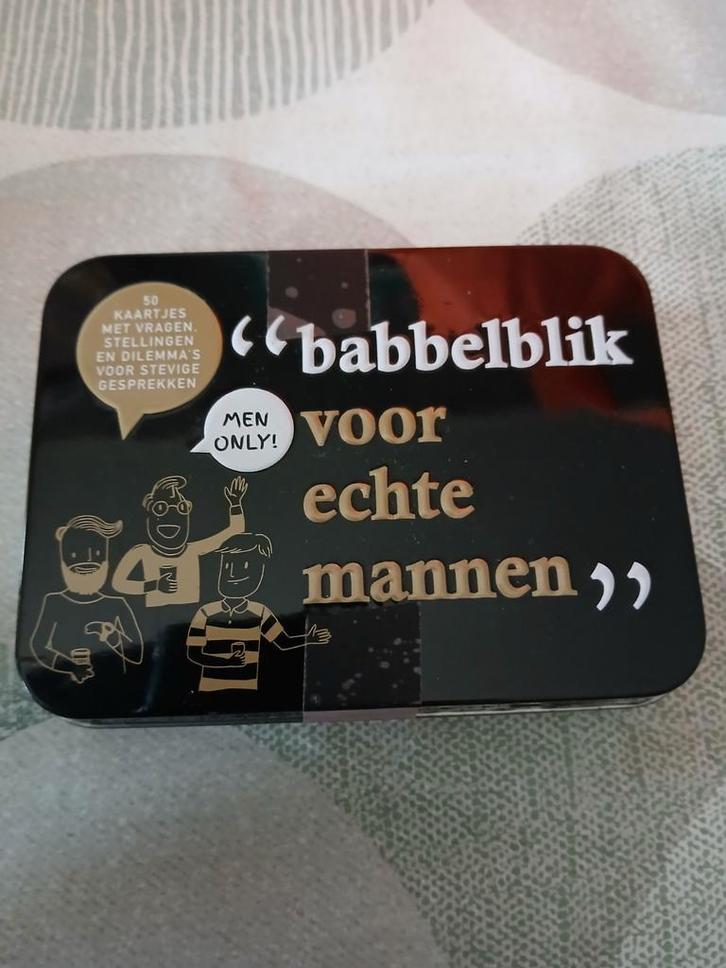 50
KAARTJES
MET VRAGEN,
STELLINGEN
EN DILEMMA'S
VOOR STEVIGE
GESPREKKEN
“babbelblik
MEN
ONLY!
voor
echte
mannen”